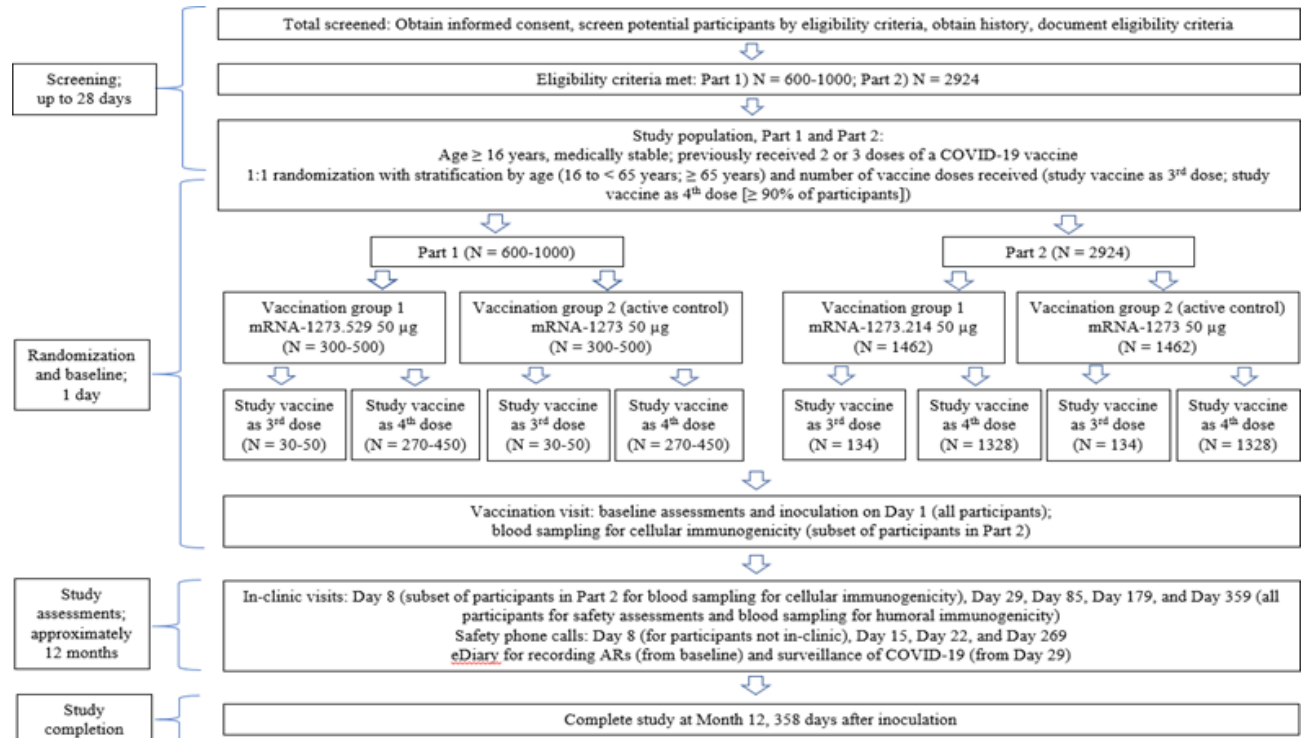 Total screened: Obtain informed consent, screen potential participants by eligibility criteria, obtain history, document eligibility criteria
Screening;
up to 28 days
Eligibility criteria met: Part 1) N = 600-1000; Part 2) N = 2924
Study population, Part 1 and Part 2:
Age ≥ 16 years, medically stable; previously received 2 or 3 doses of a COVID-19 vaccine
1:1 randomization with stratification by age (16 to < 65 years; ≥ 65 years) and number of vaccine doses received (study vaccine as 3rd dose; study
vaccine as 4th dose [≥ 90% of participants])
Part 1 (N = 600-1000)
Part 2 (N = 2924)
Randomization
and baseline;
1 day
Vaccination group 1
mRNA-1273.529 50 µg
(N = 300-500)
Vaccination group 2 (active control)
mRNA-1273 50 µg
(N = 300-500)
Vaccination group 1
mRNA-1273.214 50 µg
(N = 1462)
Vaccination group 2 (active control)
mRNA-1273 50 µg
(N = 1462)
Study vaccine
as 3rd dose
(N = 30-50)
Study vaccine
as 4th dose
(N = 270-450)
Study vaccine
as 3rd dose
(N = 30-50)
Study vaccine
as 4th dose
(N = 270-450)
Study vaccine
as 3rd dose
(N = 134)
Study vaccine
as 4th dose
(N = 1328)
Study vaccine
as 3rd dose
(N = 134)
Study vaccine
as 4th dose
(N = 1328)
Vaccination visit: baseline assessments and inoculation on Day 1 (all participants);
blood sampling for cellular immunogenicity (subset of participants in Part 2)
Study
assessments;
approximately
12 months
In-clinic visits: Day 8 (subset of participants in Part 2 for blood sampling for cellular immunogenicity), Day 29, Day 85, Day 179, and Day 359 (all
participants for safety assessments and blood sampling for humoral immunogenicity)
Safety phone calls: Day 8 (for participants not in-clinic), Day 15, Day 22, and Day 269
eDiary for recording ARs (from baseline) and surveillance of COVID-19 (from Day 29)
Study
completion
Complete study at Month 12, 358 days after inoculation